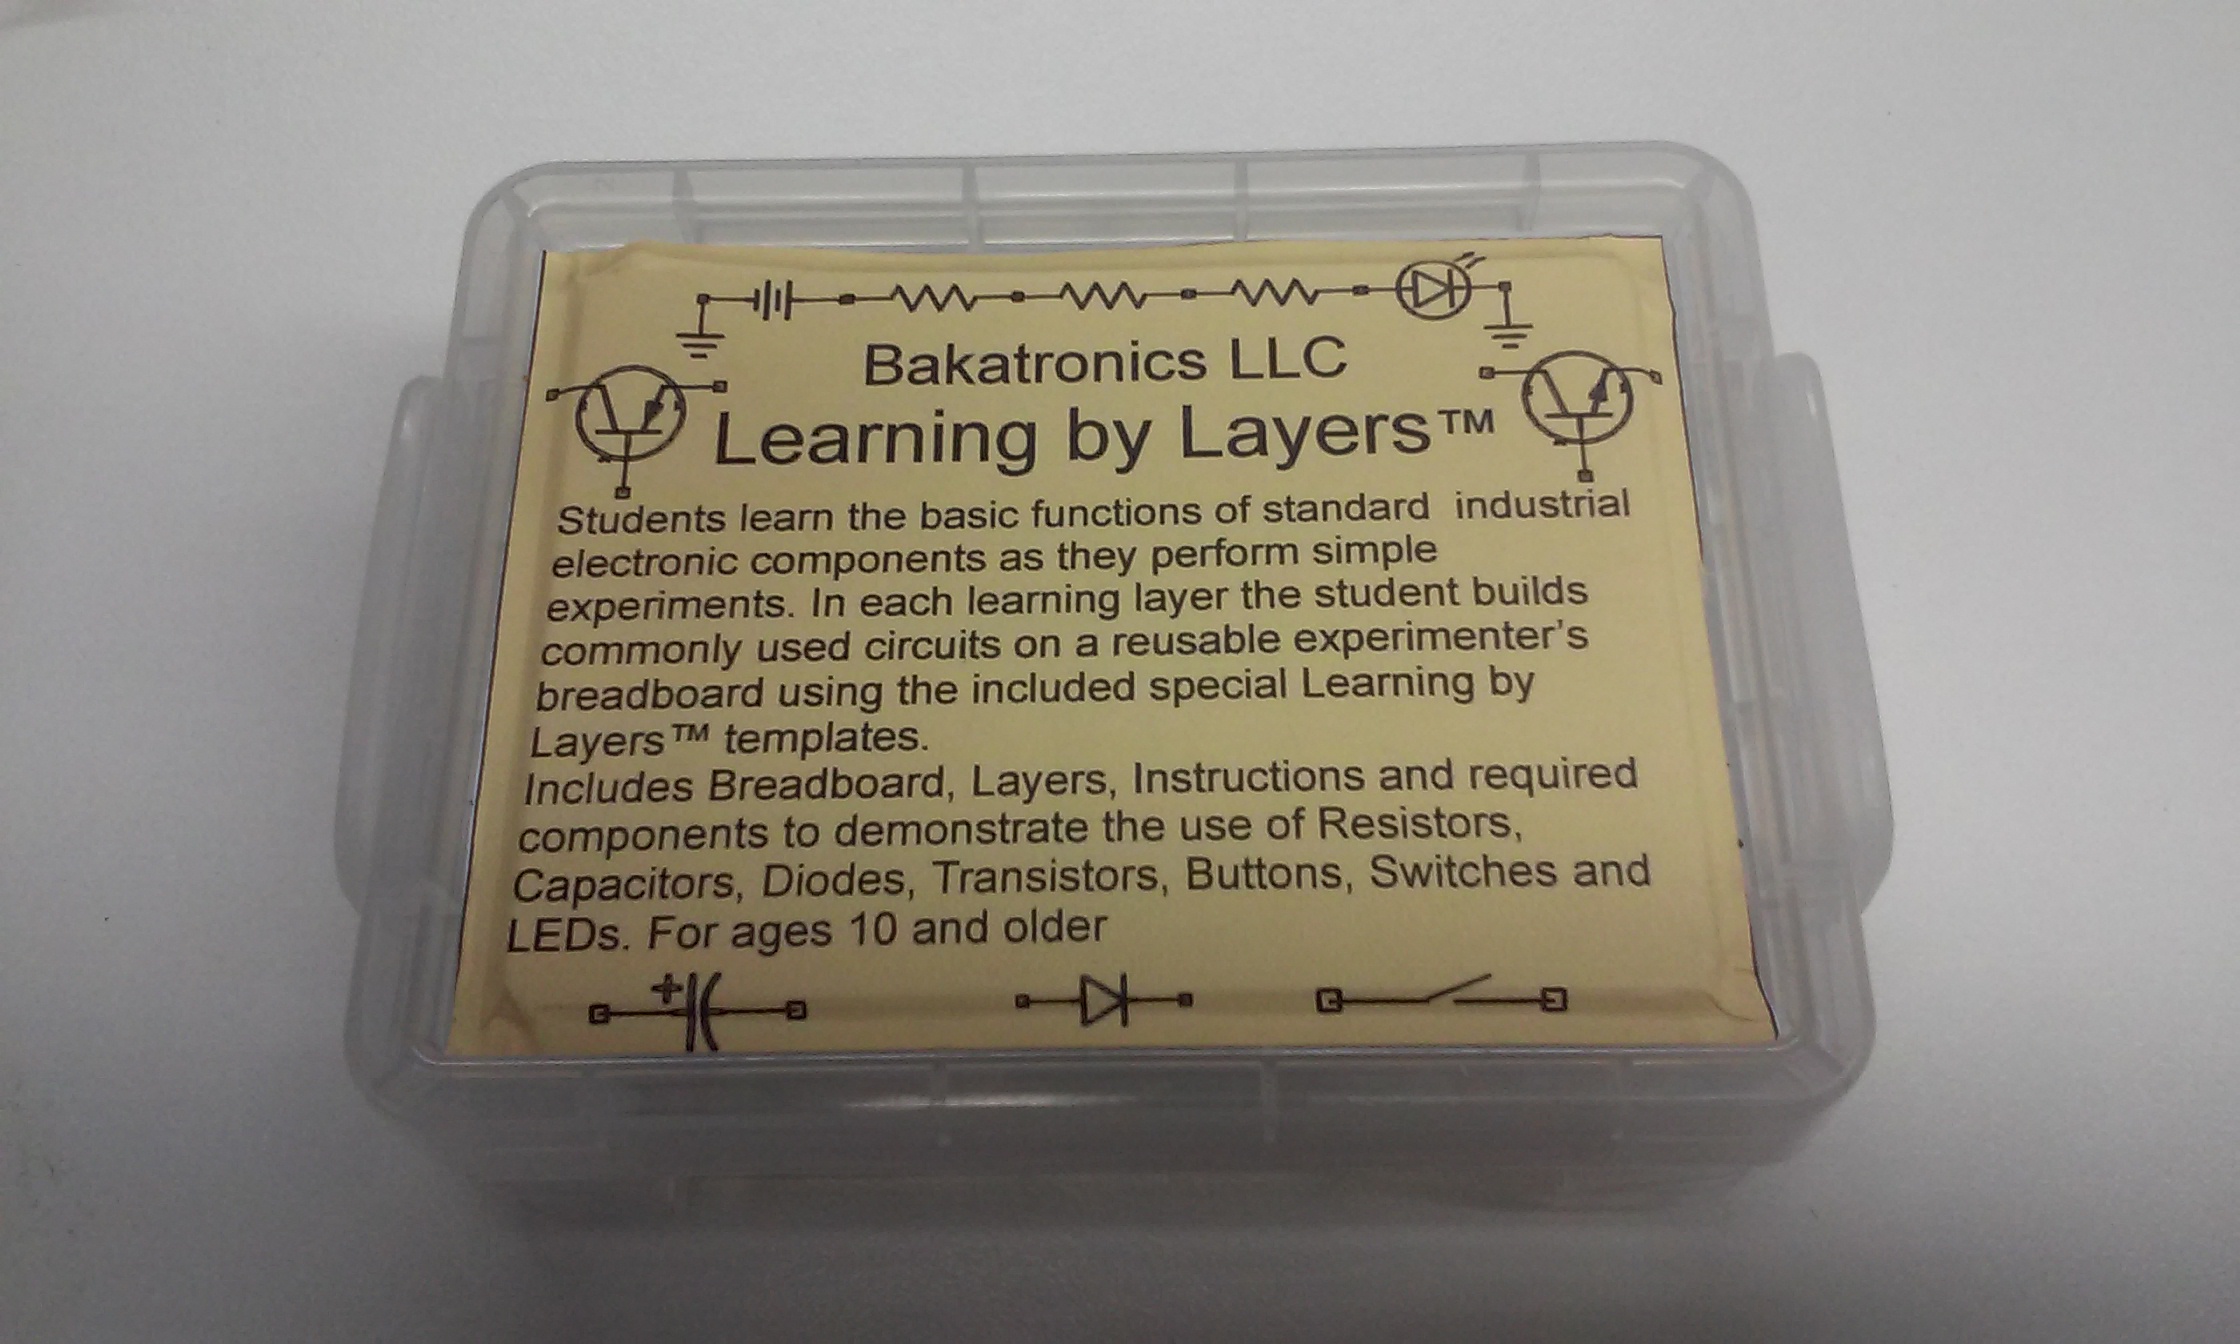 Bakatronics LLC
Learning by Layers™
Students learn the basic functions of standard industrial
electronic components as they perform simple
experiments. In each learning layer the student builds
commonly used circuits on a reusable experimenter's
breadboard using the included special Learning by
Layers™ templates.
Includes Breadboard, Layers, Instructions and required
components to demonstrate the use of Resistors,
Capacitors, Diodes, Transistors, Buttons, Switches and
LEDs. For ages 10 and older
+